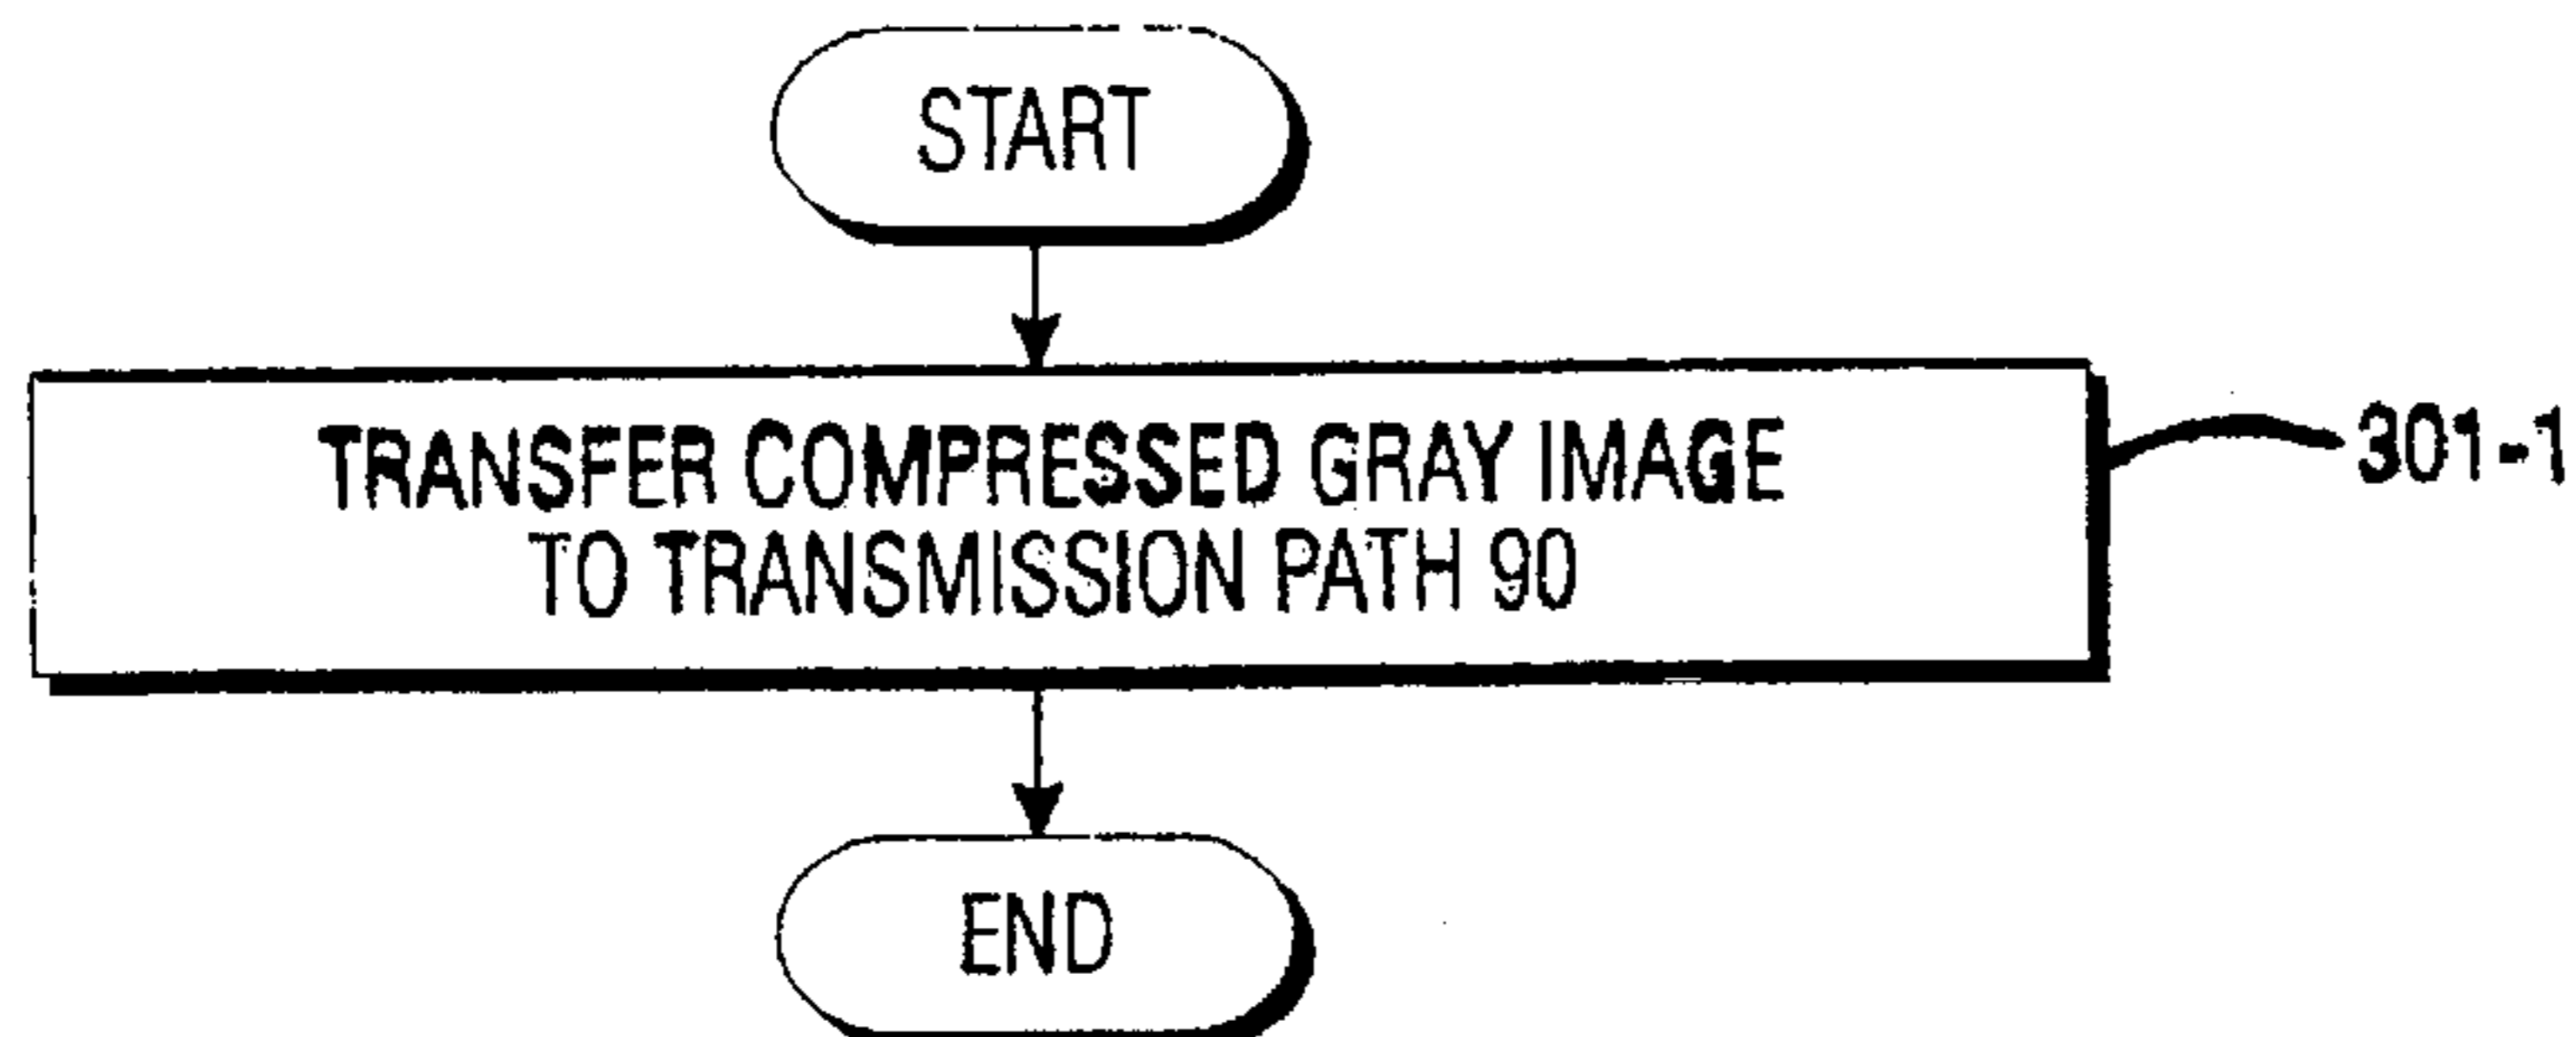 START
TRANSFER COMPRESSED GRAY IMAGE
TO TRANSMISSION PATH 90
301-1
END